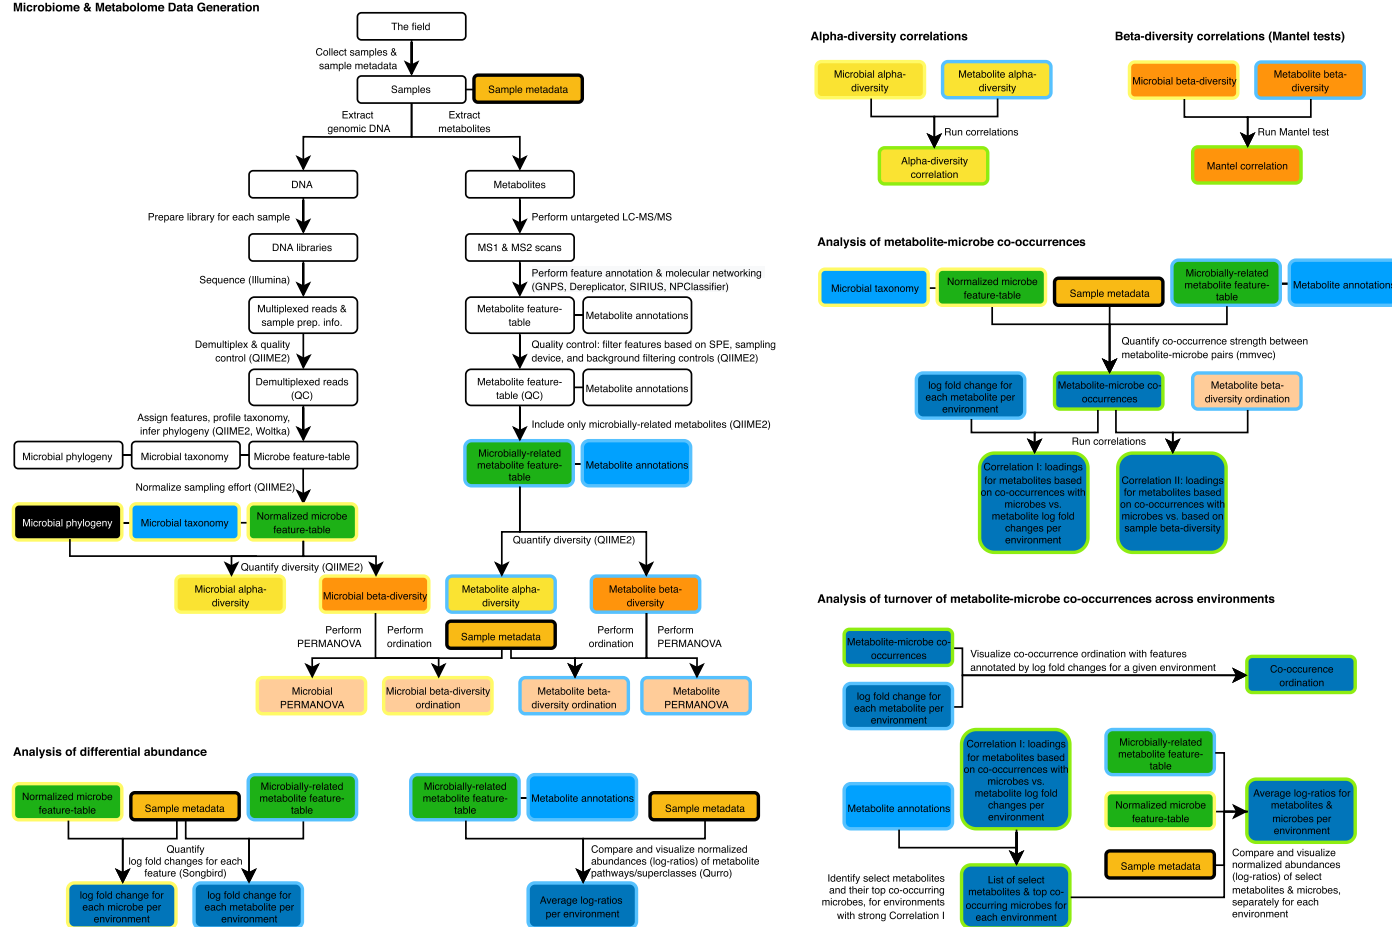 Microbiome & Metabolome Data Generation
The field
Collect samples &
sample metadata
Samples
Sample metadata
Extract
genomic DNA
Extract
metabolites
DNA
Metabolites
Prepare library for each sample
Perform untargeted LC-MS/MS
DNA libraries
MS1 & MS2 scans
Sequence (Illumina)
Perform feature annotation & molecular networking
(GNPS, Dereplicator, SIRIUS, NPClassifier)
Multiplexed reads &
sample prep. info.
Metabolite feature-
table
Metabolite annotations
Demultiplex & quality
control (QIIME2)
Quality control: filter features based on SPE, sampling
device, and background filtering controls (QIIME2)
Demultiplexed reads
(QC)
Metabolite feature-
table (QC)
Metabolite annotations
Assign features, profile taxonomy,
infer phylogeny (QIIME2, Woltka)
Include only microbially-related metabolites (QIIME2)
Microbial phylogeny
Microbial taxonomy
Microbe feature-table
Microbially-related
metabolite feature-
table
Metabolite annotations
Normalize sampling effort (QIIME2)
Microbial phylogeny
Microbial taxonomy
Normalized microbe
feature-table
Quantify diversity (QIIME2)
Quantify diversity (QIIME2)
Microbial alpha-
diversity
Microbial beta-diversity
Metabolite alpha-
diversity
Metabolite beta-
diversity
Perform
PERMANOVA
Perform
ordination
Sample metadata
Perform
ordination
Perform
PERMANOVA
Microbial
PERMANOVA
Microbial beta-diversity
ordination
Metabolite beta-
diversity ordination
Metabolite
PERMANOVA
Analysis of differential abundance
Normalized microbe
feature-table
Sample metadata
Microbially-related
metabolite feature-
table
Microbially-related
metabolite feature-
table
Metabolite annotations
Sample metadata
Quantify
log fold changes for each
feature (Songbird)
Compare and visualize normalized
abundances (log-ratios) of metabolite
pathways/superclasses (Qurro)
log fold change for
each microbe per
environment
log fold change for
each metabolite per
environment
Average log-ratios
per environment
Alpha-diversity correlations
Microbial alpha-
diversity
Metabolite alpha-
diversity
Run correlations
Alpha-diversity
correlation
Beta-diversity correlations (Mantel tests)
Microbial beta-diversity
Metabolite beta-
diversity
Run Mantel test
Mantel correlation
Analysis of metabolite-microbe co-occurrences
Microbial taxonomy
Normalized microbe
feature-table
Sample metadata
Microbially-related
metabolite feature-
table
Metabolite annotations
Quantify co-occurrence strength between
metabolite-microbe pairs (mmvec)
log fold change for
each metabolite per
environment
Metabolite-microbe co-
occurrences
Metabolite beta-
diversity ordination
Run correlations
Correlation I: loadings
for metabolites based
on co-occurrences with
microbes vs.
metabolite log fold
changes per
environment
Correlation II: loadings
for metabolites based
on co-occurrences with
microbes vs. based on
sample beta-diversity
Analysis of turnover of metabolite-microbe co-occurrences across environments
Metabolite-microbe co-
occurrences
Visualize co-occurrence ordination with features
annotated by log fold changes for a given environment
Co-occurence
ordination
log fold change for
each metabolite per
environment
Metabolite annotations
Correlation I: loadings
for metabolites based
on co-occurrences with
microbes vs.
metabolite log fold
changes per
environment
Microbially-related
metabolite feature-
table
Normalized microbe
feature-table
Sample metadata
Average log-ratios for
metabolites &
microbes per
environment
Identify select metabolites
and their top co-occurring
microbes, for environments
with strong Correlation I
List of select
metabolites & top co-
occurring microbes for
each environment
Compare and visualize
normalized abundances
(log-ratios) of select
metabolites & microbes,
separately for each
environment